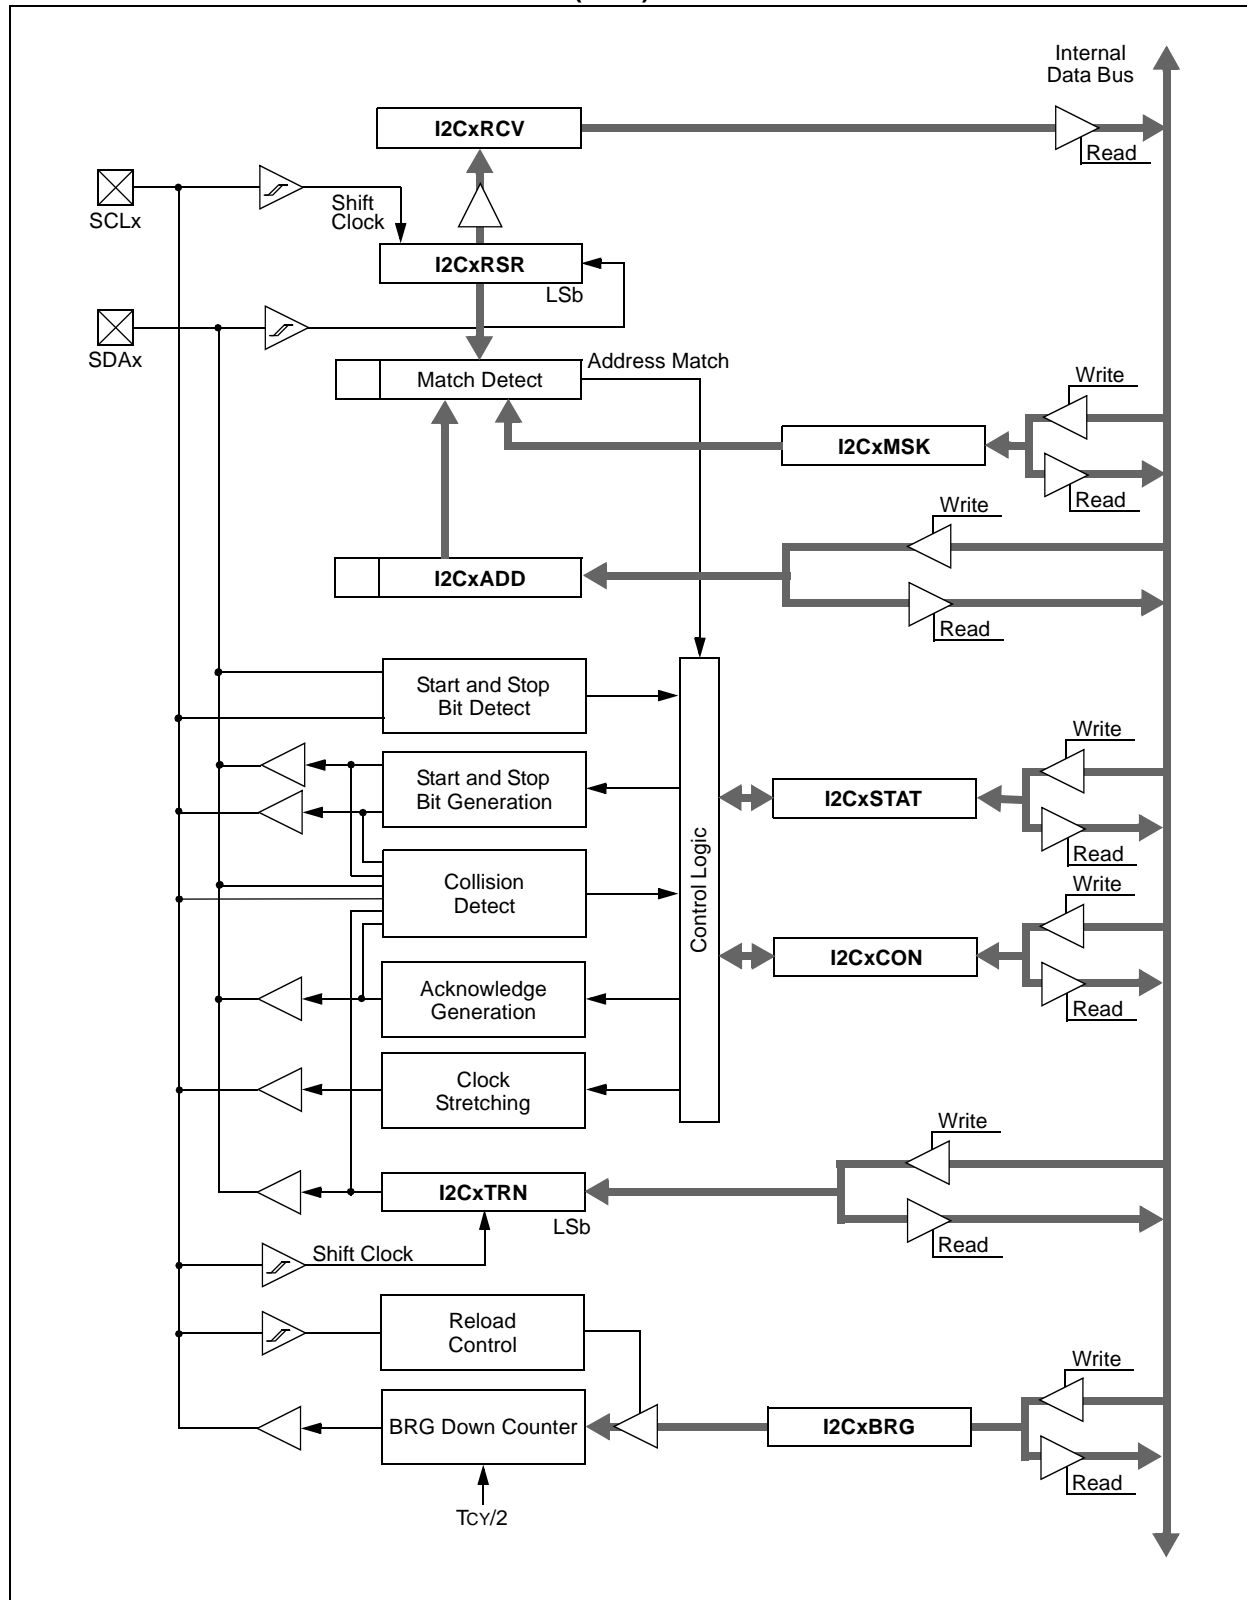 Internal
Data Bus
I2CxRCV
Read
SCLx
Shift
Clock
I2CxRSR
LSb
SDAx
Address Match
Match Detect
Write
I2CxMSK
Read
Write
I2CxADD
Read
Start and Stop
Bit Detect
Write
Start and Stop
Bit Generation
I2CxSTAT
Read
Control Logic
Collision
Detect
Write
I2CxCON
Acknowledge
Generation
Read
Clock
Stretching
Write
I2CxTRN
LSb
Read
Shift Clock
Reload
Control
Write
BRG Down Counter
I2CxBRG
Read
TCY/2